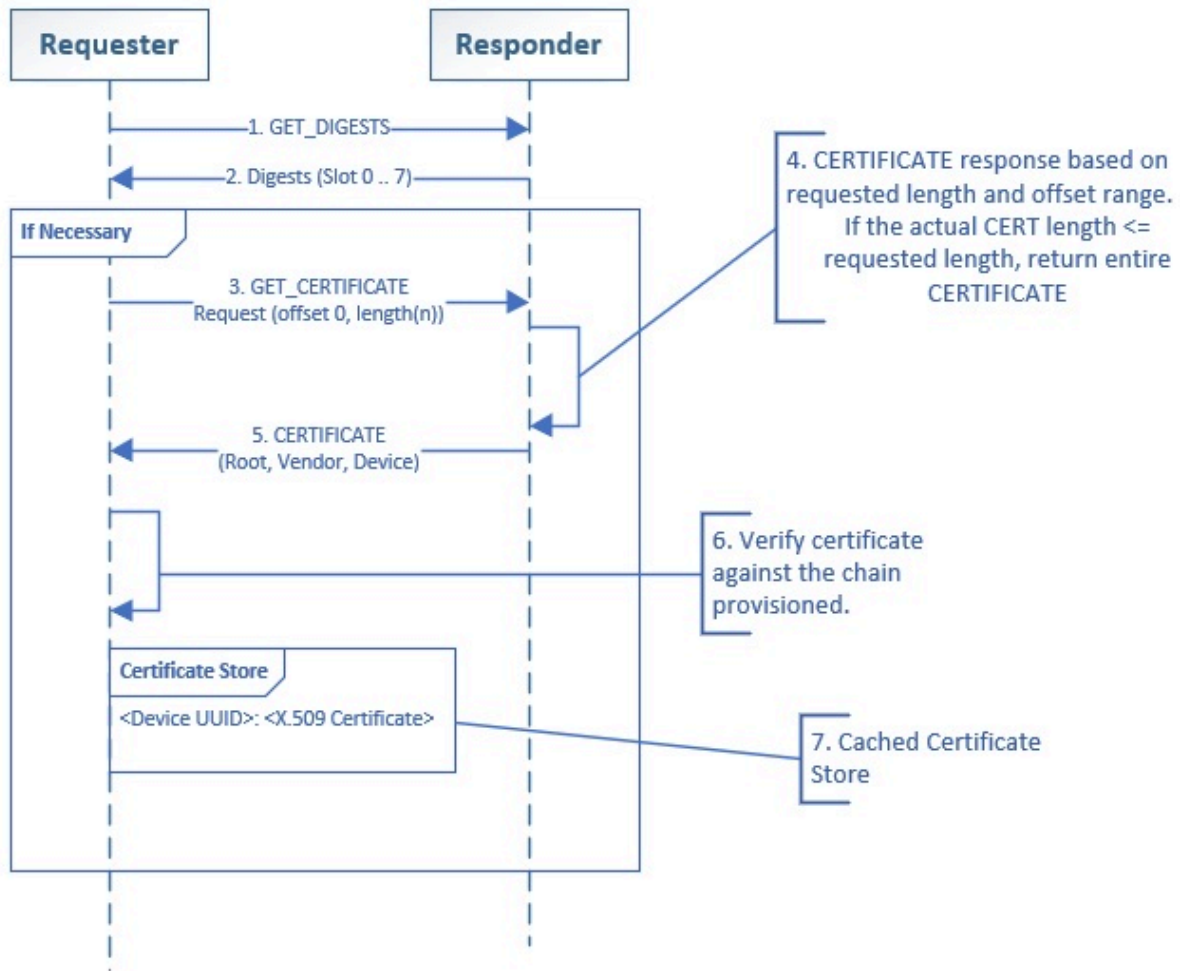 Requester
Responder
1. GET_DIGESTS
2. Digests (Slot 0 .. 7)
If Necessary
3. GET_CERTIFICATE
Request (offset 0, length(n))
4. CERTIFICATE response based on
requested length and offset range.
If the actual CERT length <=
requested length, return entire
CERTIFICATE
5. CERTIFICATE
(Root, Vendor, Device)
6. Verify certificate
against the chain
provisioned.
Certificate Store
<Device UUID>: <X.509 Certificate>
7. Cached Certificate
Store